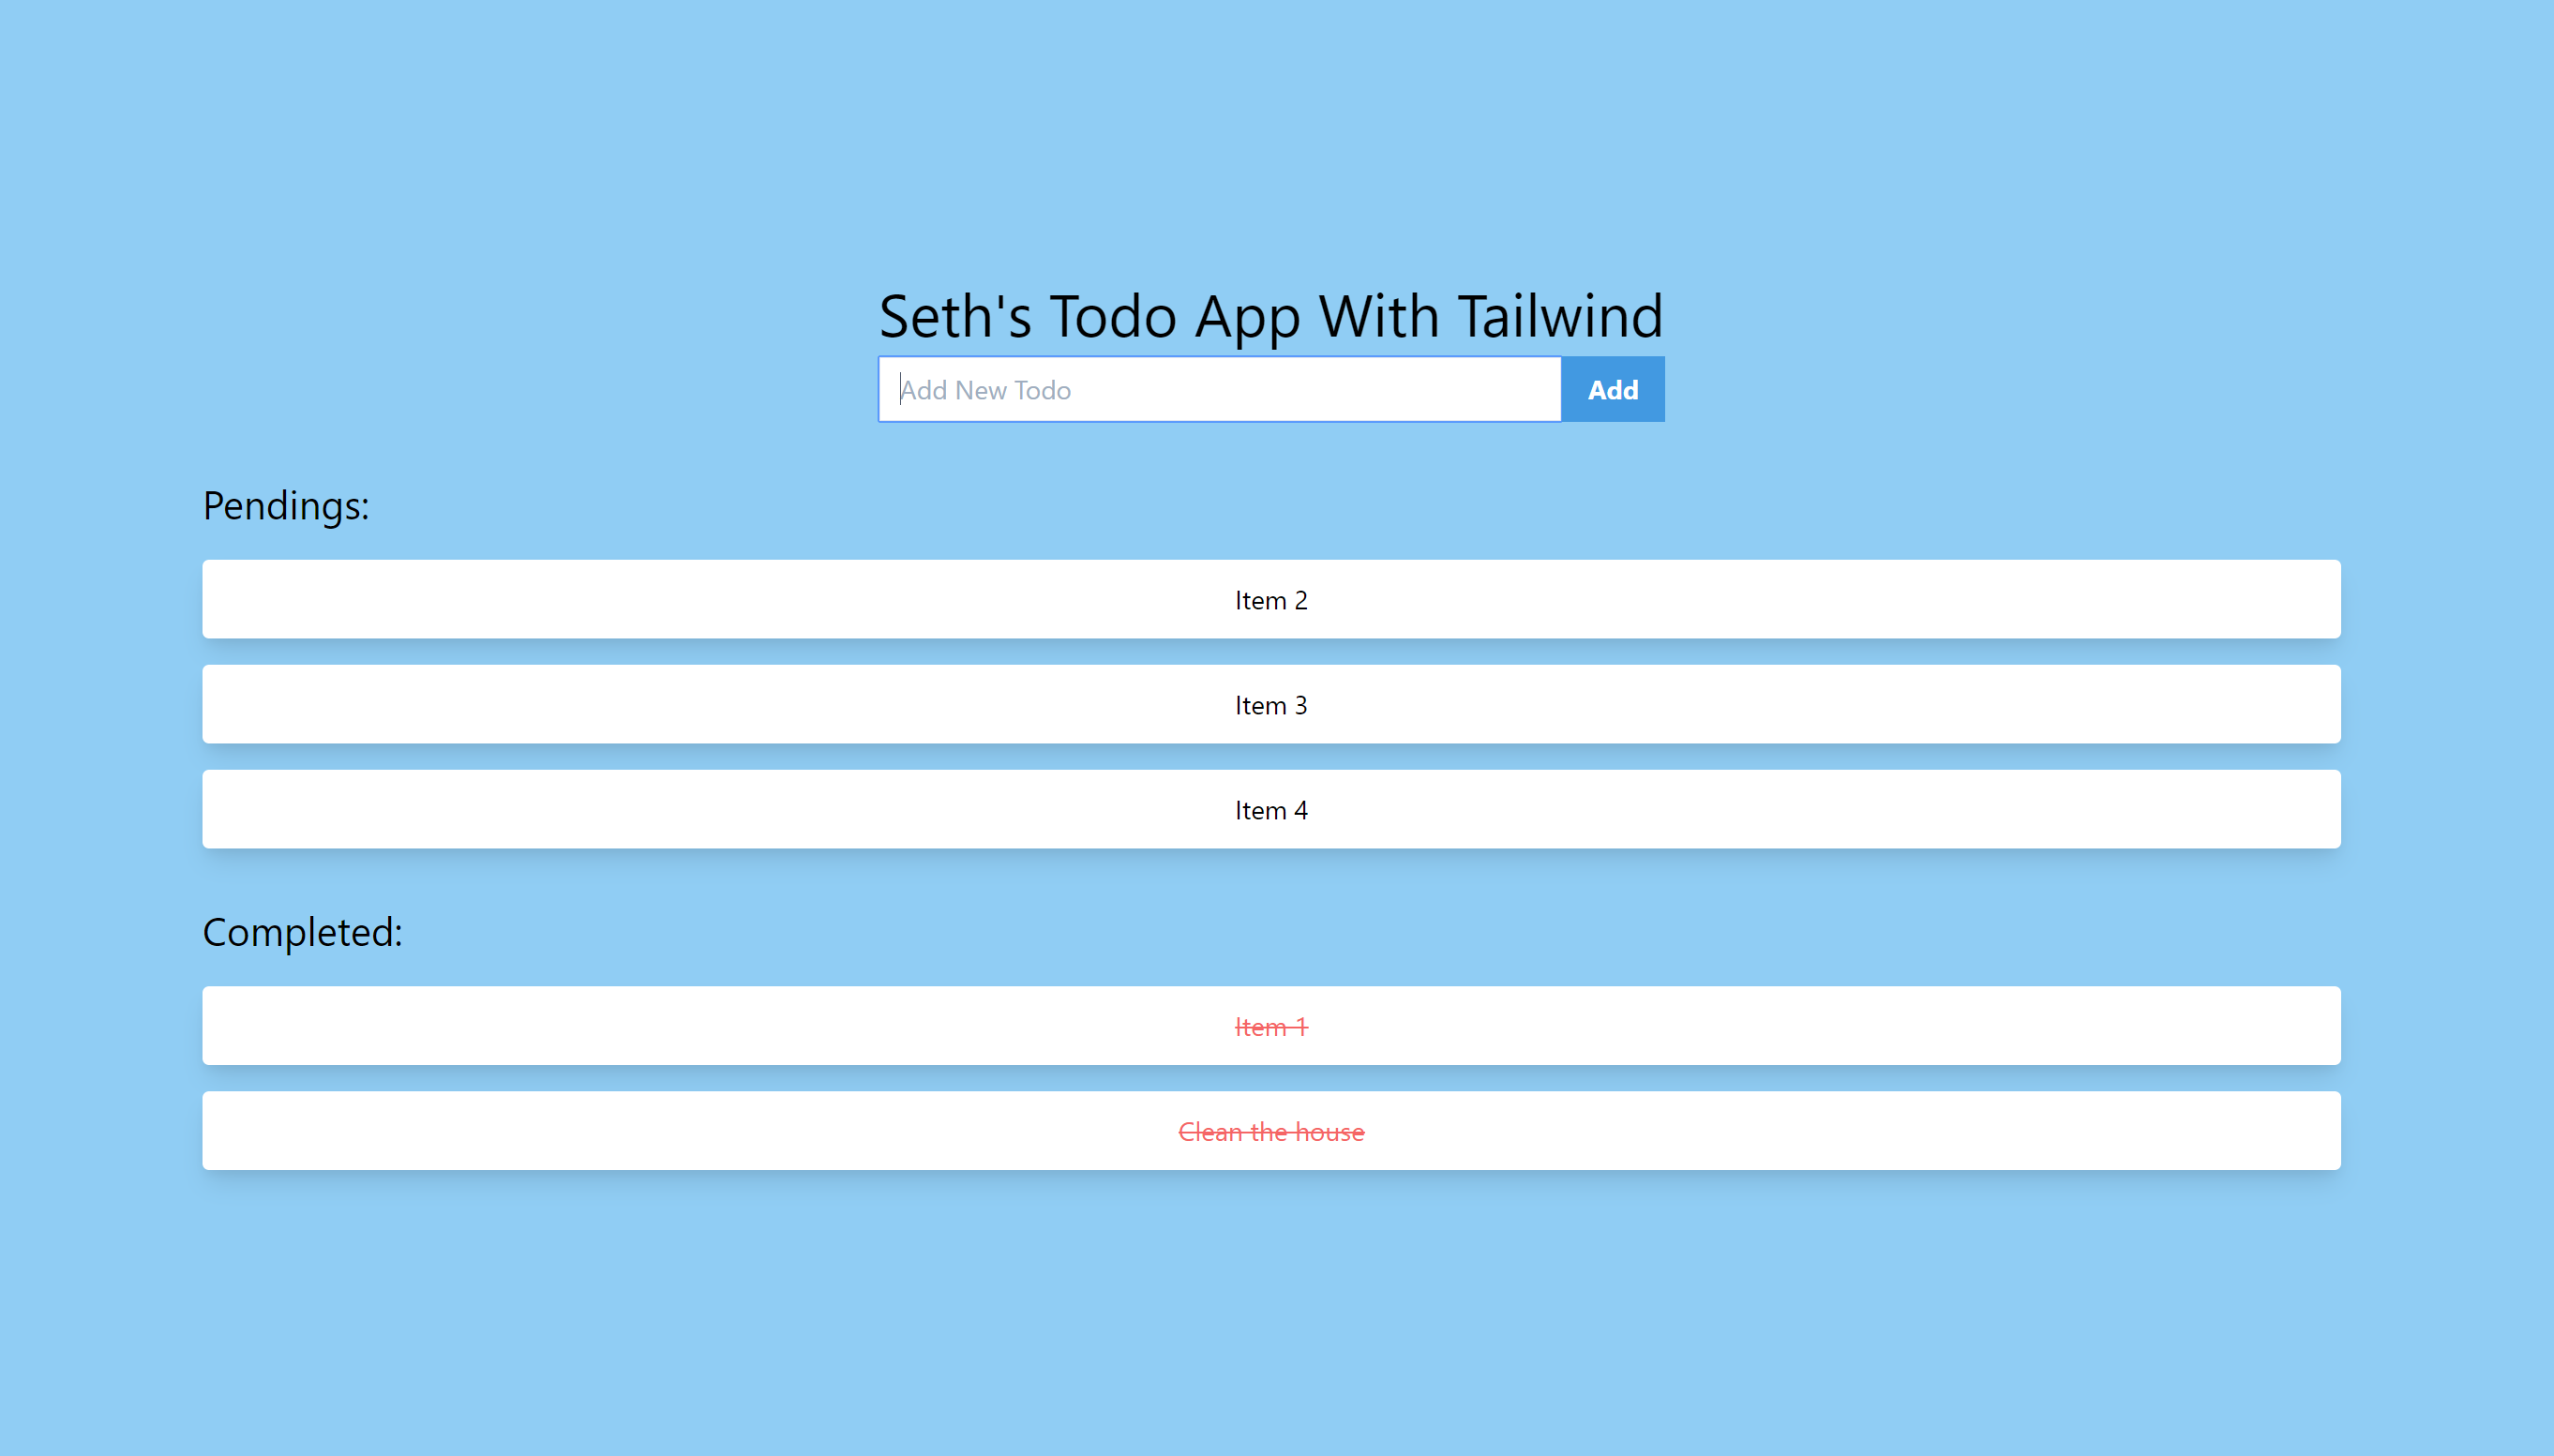 Seth's Todo App With Tailwind
Add New Todo Add
Pendings:
Item 2
Item 3
Item 4
Completed:
Item 1
Clean the house